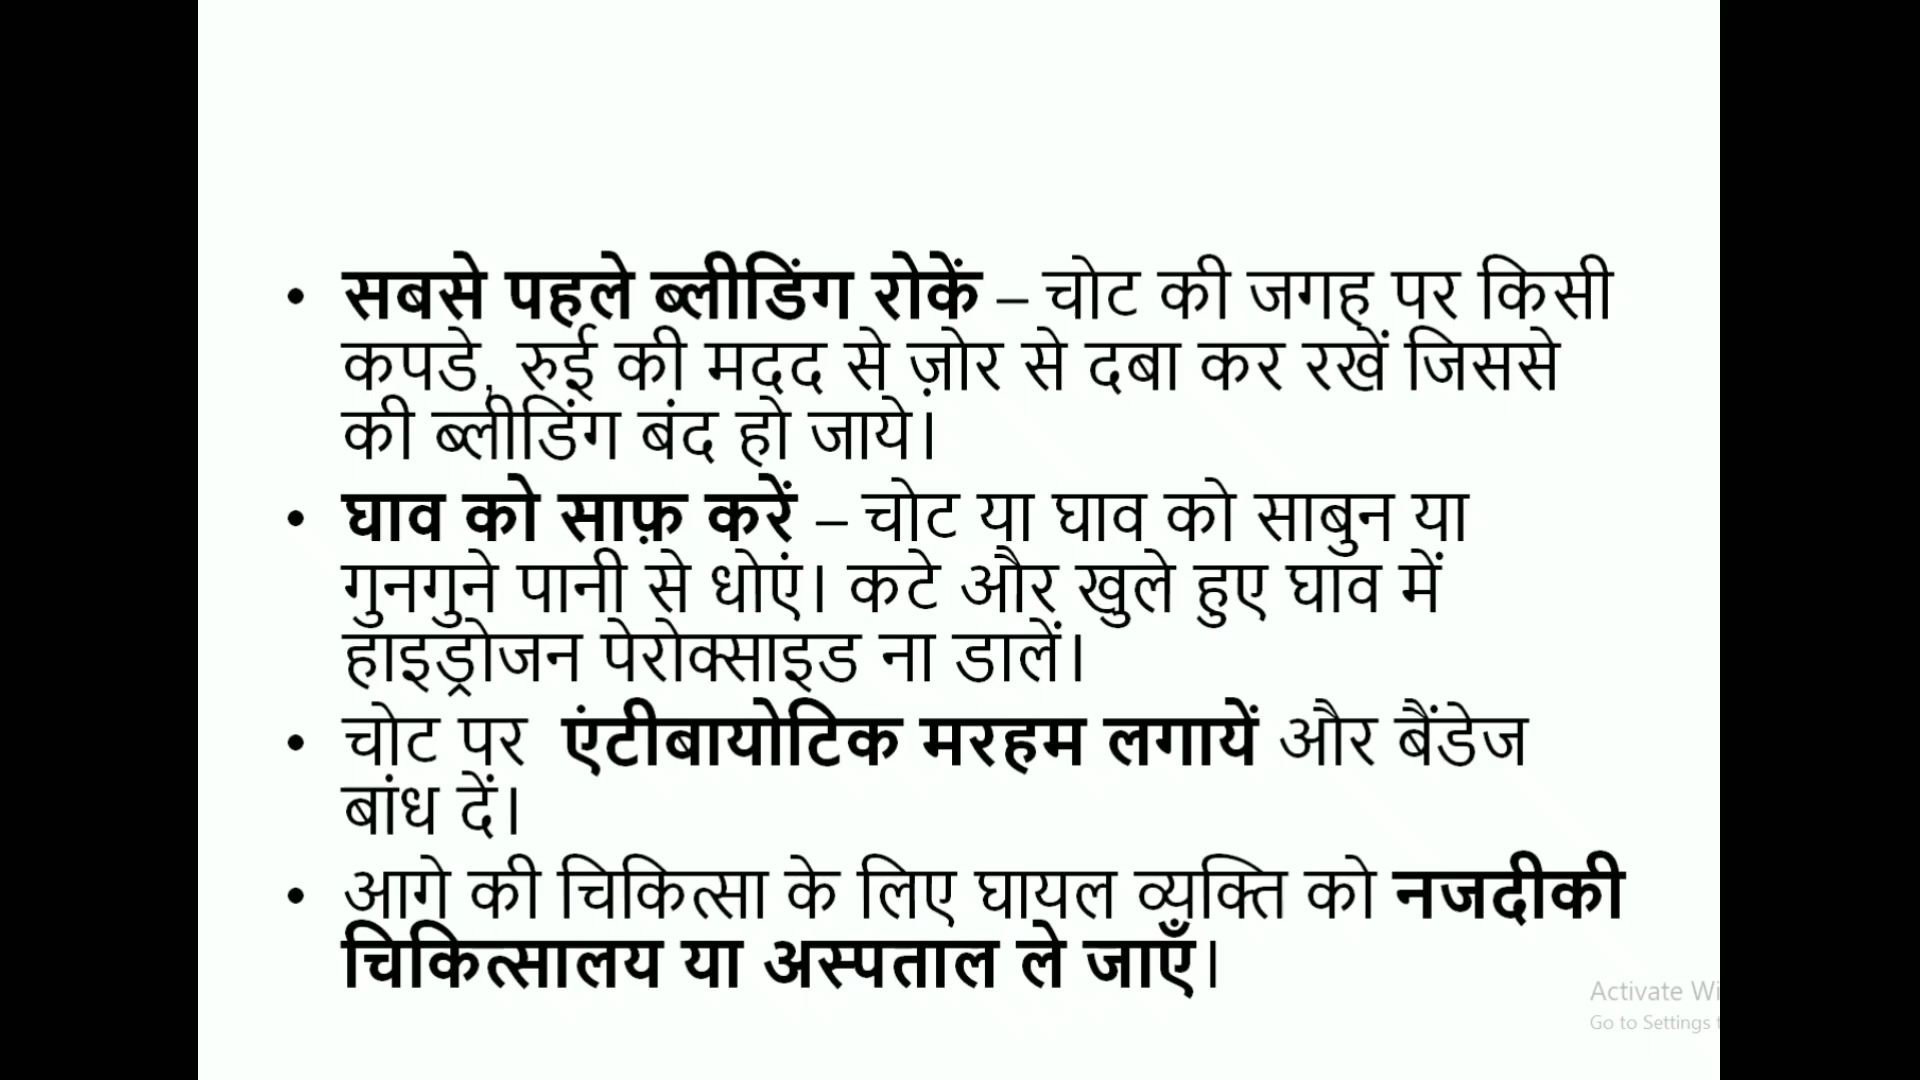 • सबसे पहले ब्लीडिंग रोकें – चोट की जगह पर किसी
कपडे, रुई की मदद से ज़ोर से दबा कर रखें जिससे
की ब्लीडिंग बंद हो जाये।
• घाव को साफ़ करें – चोट या घाव को साबुन या
गुनगुने पानी से धोएं। कटे और खुले हुए घाव में
हाइड्रोजन पेरोक्साइड ना डालें।
• चोट पर एंटीबायोटिक मरहम लगायें और बैंडेज
बांध दें।
• आगे की चिकित्सा के लिए घायल व्यक्ति को नजदीकी
चिकित्सालय या अस्पताल ले जाएँ।
Activate Wi
Go to Settings